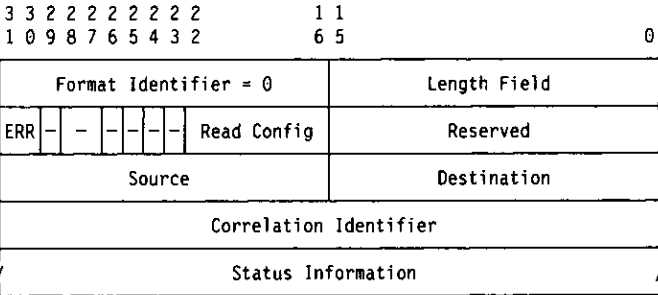 3 3 2 2 2 2 2 2 2 2 1 1
1 0 9 8 7 6 5 4 3 2 6 5 0
Format Identifier = 0 Length Field
ERR - - - - - Read Config Reserved
Source Destination
Correlation Identifier
Status Information